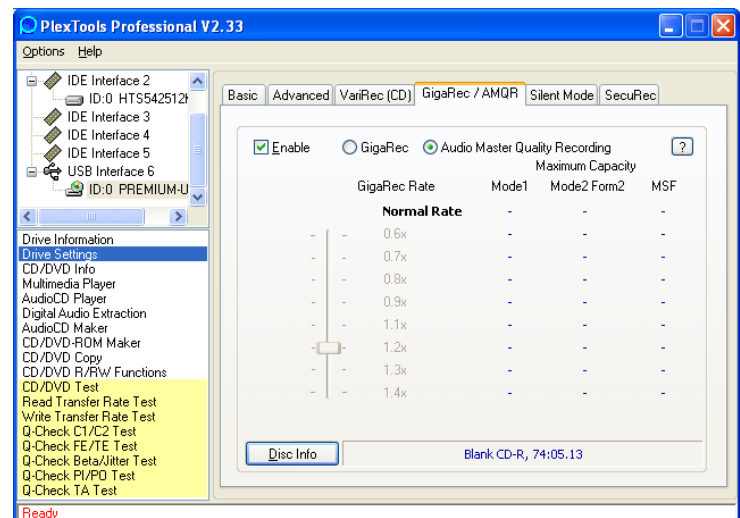 PlexTools Professional V2.33
Options Help
IDE Interface 2
ID:0 HTS542512
IDE Interface 3
IDE Interface 4
IDE Interface 5
USB Interface 6
ID:0 PREMIUM-U
Drive Information
Drive Settings
CD/DVD Info
Multimedia Player
AudioCD Player
Digital Audio Extraction
AudioCD Maker
CD/DVD-ROM Maker
CD/DVD Copy
CD/DVD R/RW Functions
CD/DVD Test
Read Transfer Rate Test
Write Transfer Rate Test
Q-Check C1/C2 Test
Q-Check FE/TE Test
Q-Check Beta/Jitter Test
Q-Check PI/PO Test
Q-Check TA Test
Basic Advanced VariRec (CD) GigaRec / AMQR Silent Mode SecuRec
Enable GigaRec Audio Master Quality Recording ?
Maximum Capacity
GigaRec Rate Mode1 Mode2 Form2 MSF
Normal Rate - - -
- - 0.6x - - -
- - 0.7x - - -
- - 0.8x - - -
- - 0.9x - - -
- - 1.1x - - -
- - 1.2x - - -
- - 1.3x - - -
- - 1.4x - - -
Disc Info Blank CD-R, 74:05.13
Ready